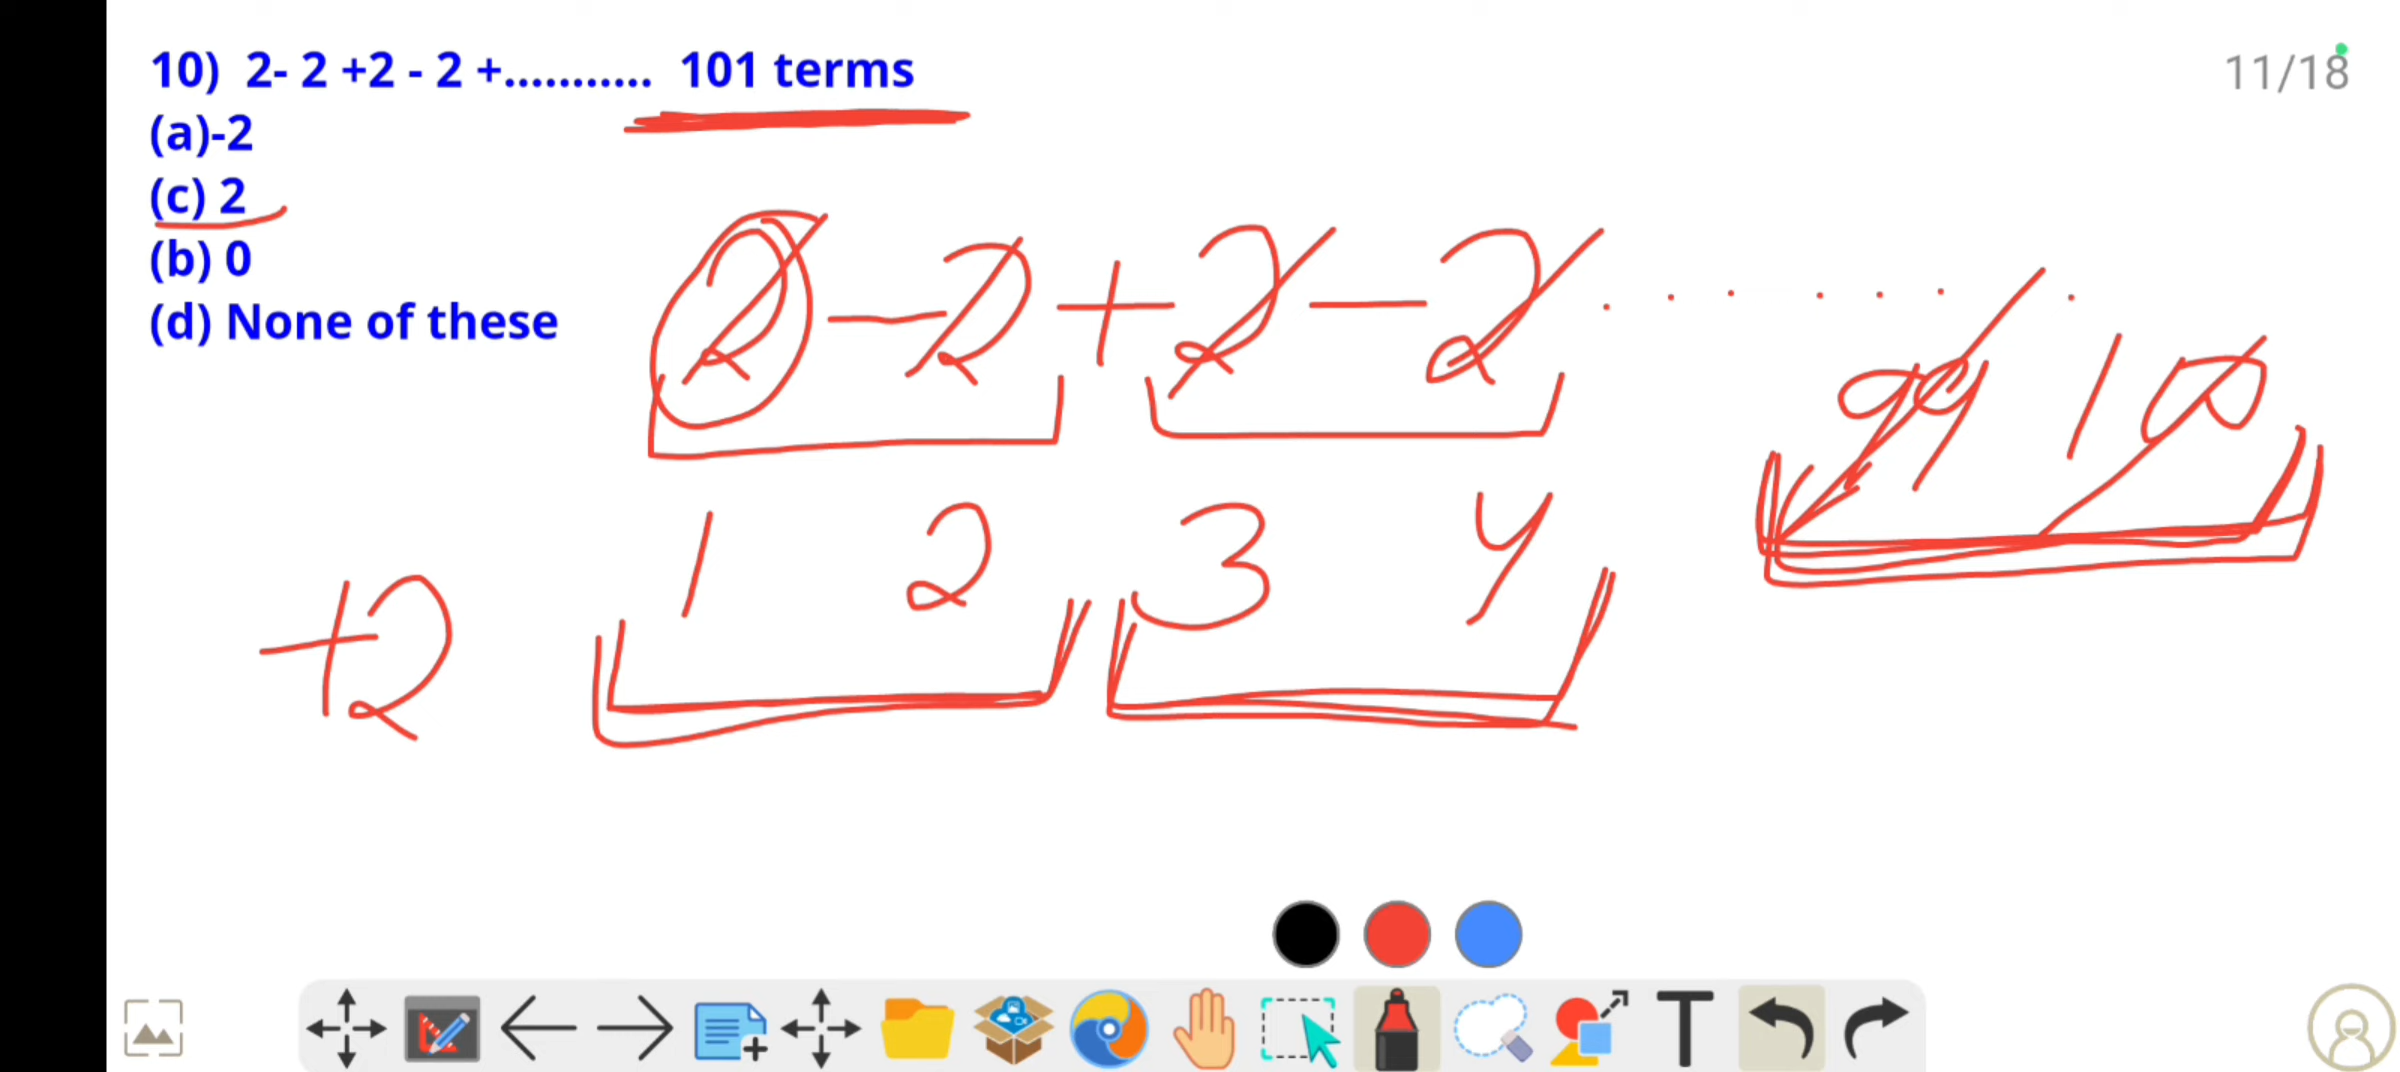 10) 2- 2 +2 - 2 +........... 101 terms
11/18
(a)-2
(c) 2
(b) 0
(d) None of these
2 - 2 + 2 - 2 . . . . . . .
99 100
1 2 3 4
+2
T